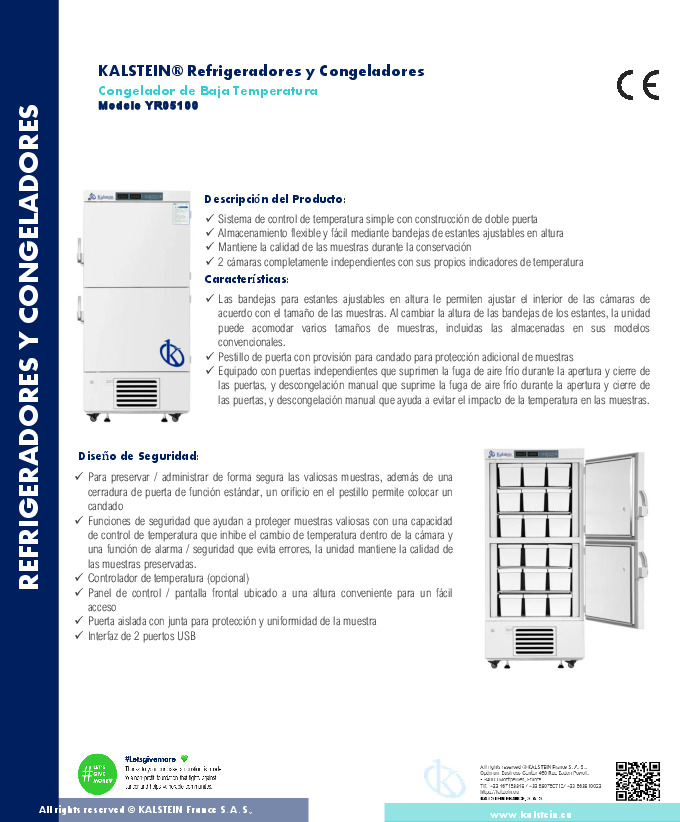 REFRIGERADORES Y CONGELADORES
KALSTEIN® Refrigeradores y Congeladores
Congelador de Baja Temperatura
Modelo YR05100
CE
Kalstein
Descripción del Producto:
✓ Sistema de control de temperatura simple con construcción de doble puerta
✓ Almacenamiento flexible y fácil mediante bandejas de estantes ajustables en altura
✓ Mantiene la calidad de las muestras durante la conservación
✓ 2 cámaras completamente independientes con sus propios indicadores de temperatura
Características:
✓ Las bandejas para estantes ajustables en altura le permiten ajustar el interior de las cámaras de
acuerdo con el tamaño de las muestras. Al cambiar la altura de las bandejas de los estantes, la unidad
puede acomodar varios tamaños de muestras, incluidas las almacenadas en sus modelos
convencionales.
✓ Pestillo de puerta con provisión para candado para protección adicional de muestras
✓ Equipado con puertas independientes que suprimen la fuga de aire frío durante la apertura y cierre de
las puertas, y descongelación manual que suprime la fuga de aire frío durante la apertura y cierre de
las puertas, y descongelación manual que ayuda a evitar el impacto de la temperatura en las muestras.
Diseño de Seguridad:
✓ Para preservar / administrar de forma segura las valiosas muestras, además de una
cerradura de puerta de función estándar, un orificio en el pestillo permite colocar un
candado
✓ Funciones de seguridad que ayudan a proteger muestras valiosas con una capacidad
de control de temperatura que inhibe el cambio de temperatura dentro de la cámara y
una función de alarma / seguridad que evita errores, la unidad mantiene la calidad de
las muestras preservadas.
✓ Controlador de temperatura (opcional)
✓ Panel de control / pantalla frontal ubicado a una altura conveniente para un fácil
acceso
✓ Puerta aislada con junta para protección y uniformidad de la muestra
✓ Interfaz de 2 puertos USB
Kalstein
# LET'S
GIVE
MORE
#Letsgivemore
All rights reserved © KALSTEIN France S. A. S.,
KALSTEIN FRANCE, S. A. S
All rights reserved © KALSTEIN France S. A. S.,
www.kalstein.eu